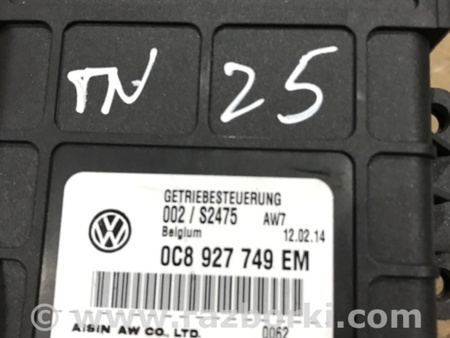 TN 25
GETRIEBESTEUERUNG
002 / S2475 AW7
Belgium 12.02.14
0C8 927 749 EM
AISIN AW CO., LTD. 0062
www.razborki.com